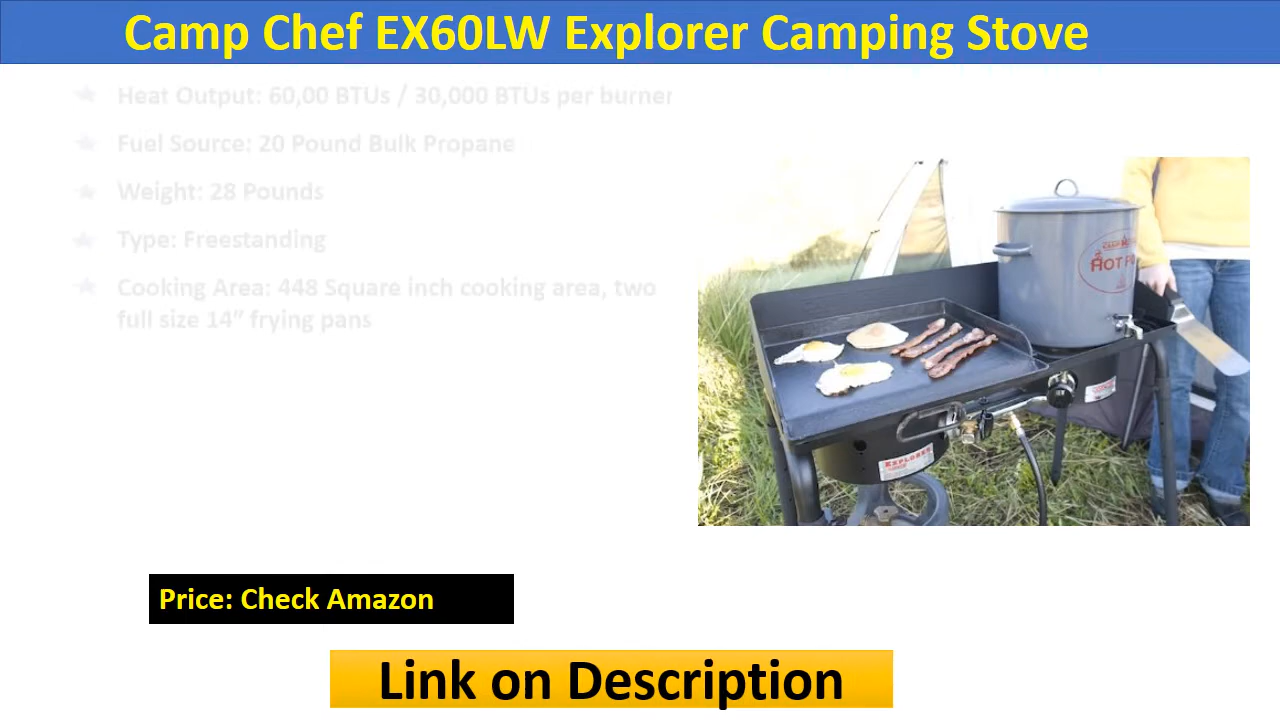 Camp Chef EX60LW Explorer Camping Stove
Heat Output: 60,00 BTUs / 30,000 BTUs per burner
Fuel Source: 20 Pound Bulk Propane
Weight: 28 Pounds
Type: Freestanding
Cooking Area: 448 Square inch cooking area, two
full size 14” frying pans
HOT
EXPLORER
Price: Check Amazon
Link on Description